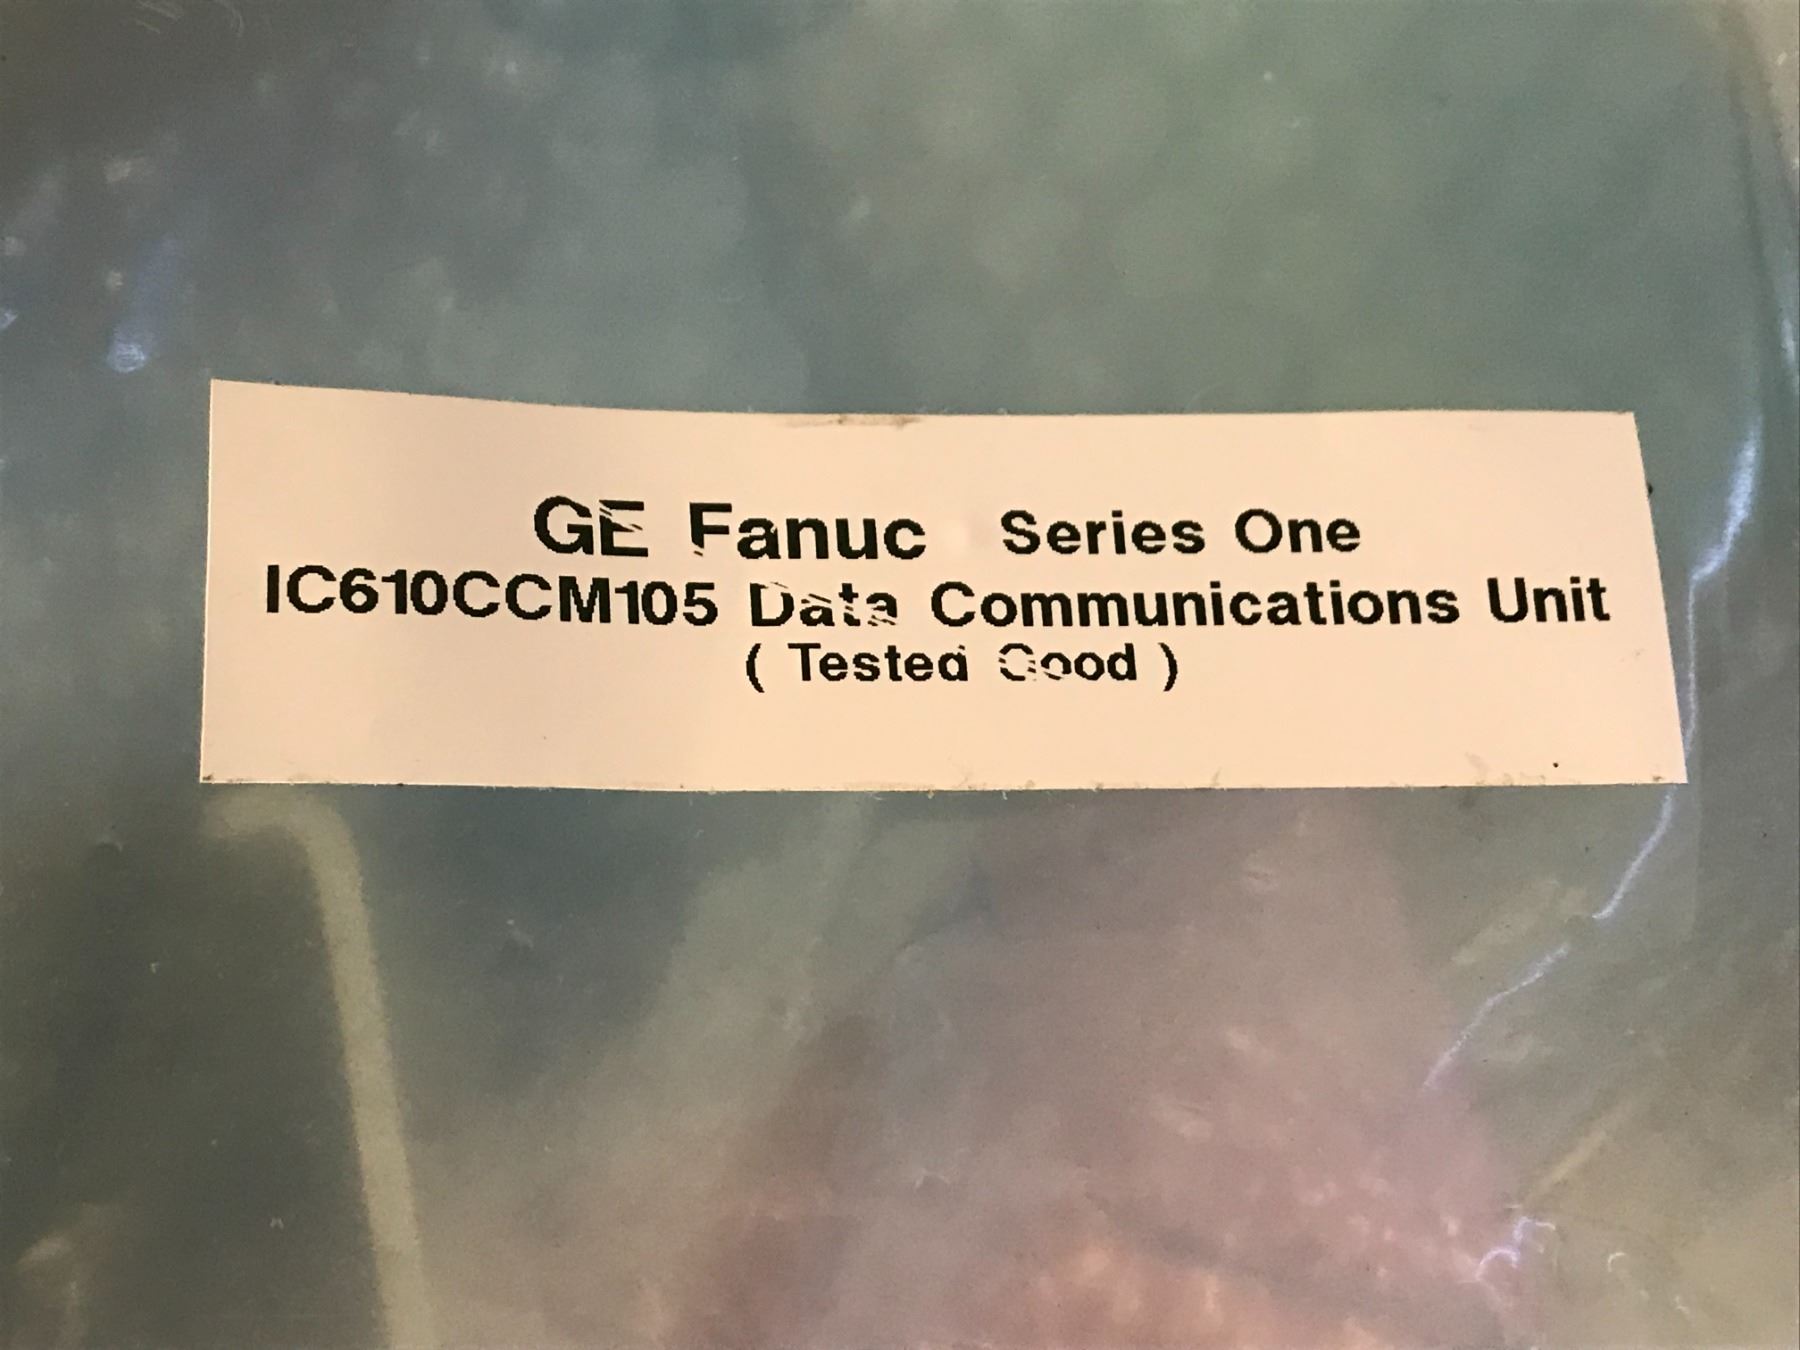 GE Fanuc Series One
IC610CCM105 Data Communications Unit
( Tested Good )